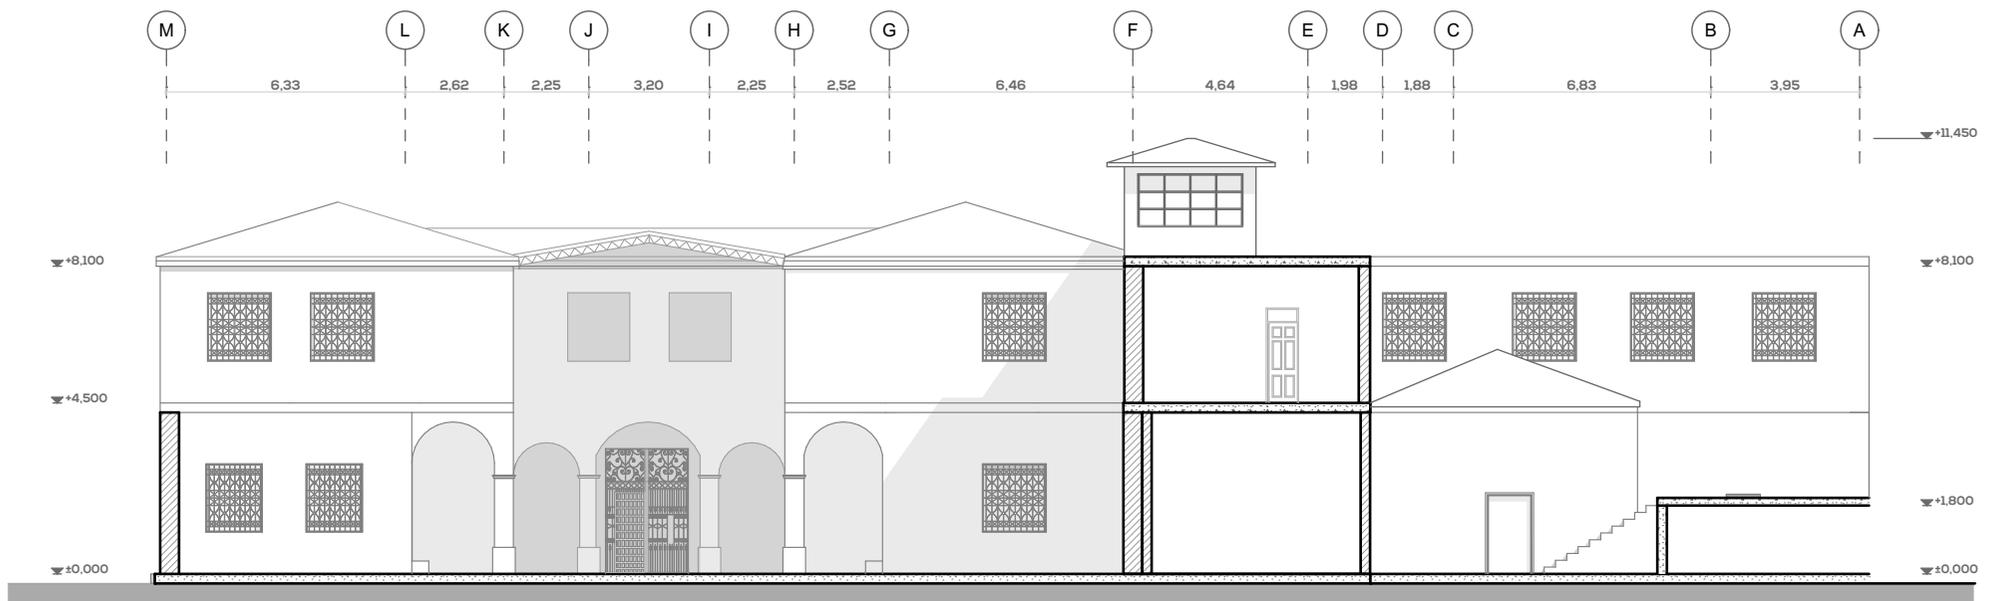 M L K J I H G F E D C B A
6,33 2,62 2,25 3,20 2,25 2,52 6,46 4,64 1,98 1,88 6,83 3,95
+11,450
+8,100 +8,100
+4,500
+1,800
±0,000 ±0,000